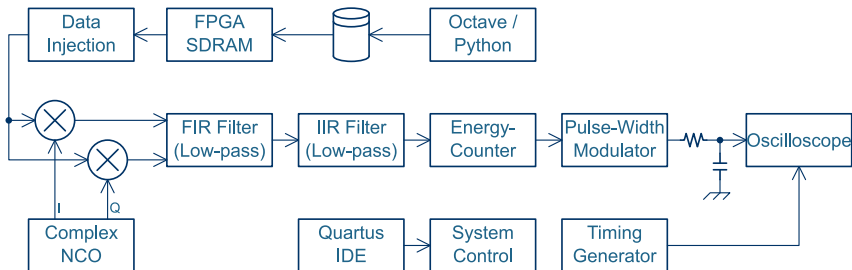 Data
Injection
FPGA
SDRAM
Octave /
Python
FIR Filter
(Low-pass)
IIR Filter
(Low-pass)
Energy-
Counter
Pulse-Width
Modulator
Oscilloscope
I
Q
Complex
NCO
Quartus
IDE
System
Control
Timing
Generator